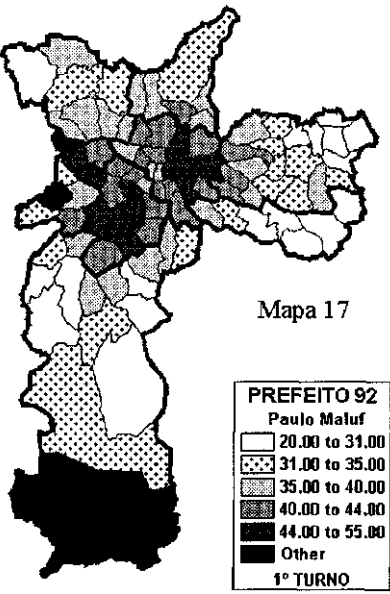 Mapa 17
PREFEITO 92
Paulo Maluf
20.00 to 31.00
31.00 to 35.00
35.00 to 40.00
40.00 to 44.00
44.00 to 55.00
Other
1º TURNO